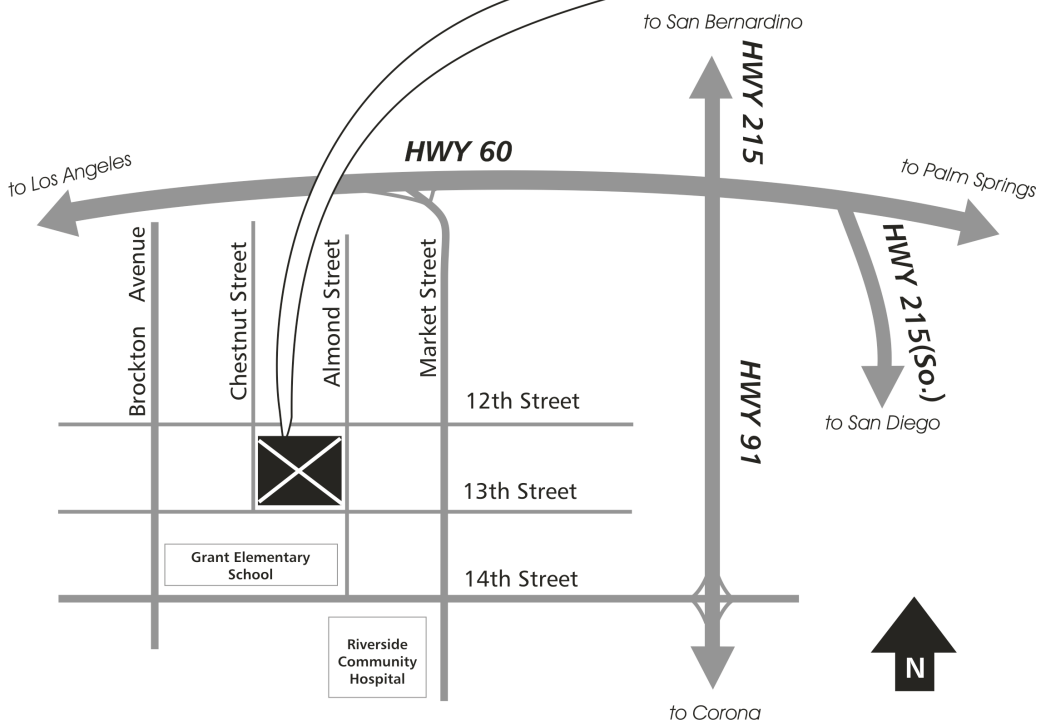 to San Bernardino
HWY 215
HWY 60
to Los Angeles
to Palm Springs
Brockton Avenue
Chestnut Street
Almond Street
Market Street
HWY 215(So.)
12th Street
HWY 91
to San Diego
13th Street
Grant Elementary
School
14th Street
Riverside
Community
Hospital
N
to Corona